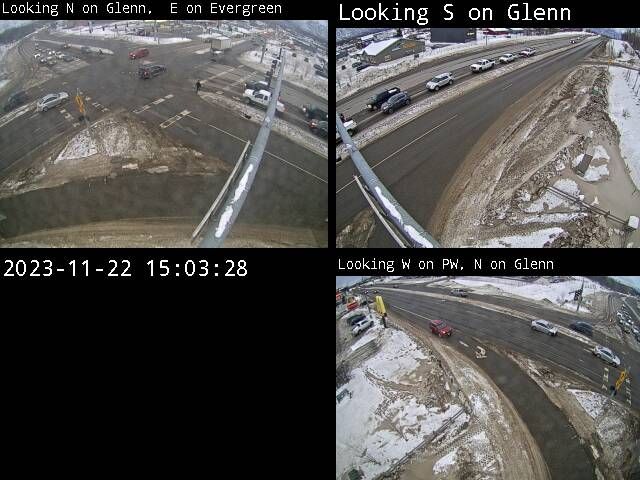 Looking N on Glenn,  E on Evergreen
Looking S on Glenn
2023-11-22 15:03:28
Looking W on PW, N on Glenn